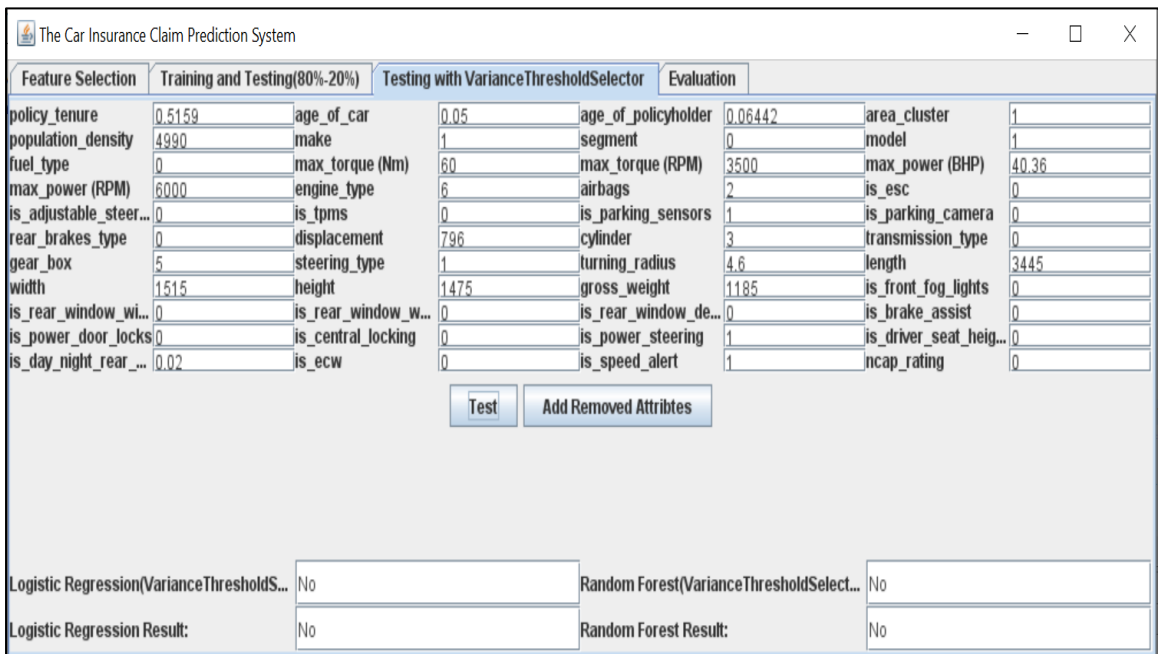 The Car Insurance Claim Prediction System
Feature Selection Training and Testing(80%-20%) Testing with VarianceThresholdSelector Evaluation
policy_tenure 0.5159 age_of_car 0.05 age_of_policyholder 0.06442 area_cluster 1
population_density 4990 make 1 segment 0 model 1
fuel_type 0 max_torque (Nm) 60 max_torque (RPM) 3500 max_power (BHP) 40.36
max_power (RPM) 6000 engine_type 6 airbags 2 is_esc 0
is_adjustable_steer... 0 is_tpms 0 is_parking_sensors 1 is_parking_camera 0
rear_brakes_type 0 displacement 796 cylinder 3 transmission_type 0
gear_box 5 steering_type 1 turning_radius 4.6 length 3445
width 1515 height 1475 gross_weight 1185 is_front_fog_lights 0
is_rear_window_wi... 0 is_rear_window_w... 0 is_rear_window_de... 0 is_brake_assist 0
is_power_door_locks 0 is_central_locking 0 is_power_steering 1 is_driver_seat_heig... 0
is_day_night_rear_... 0.02 is_ecw 0 is_speed_alert 1 ncap_rating 0
Test Add Removed Attribtes
Logistic Regression(VarianceThresholdS... No Random Forest(VarianceThresholdSelect... No
Logistic Regression Result: No Random Forest Result: No